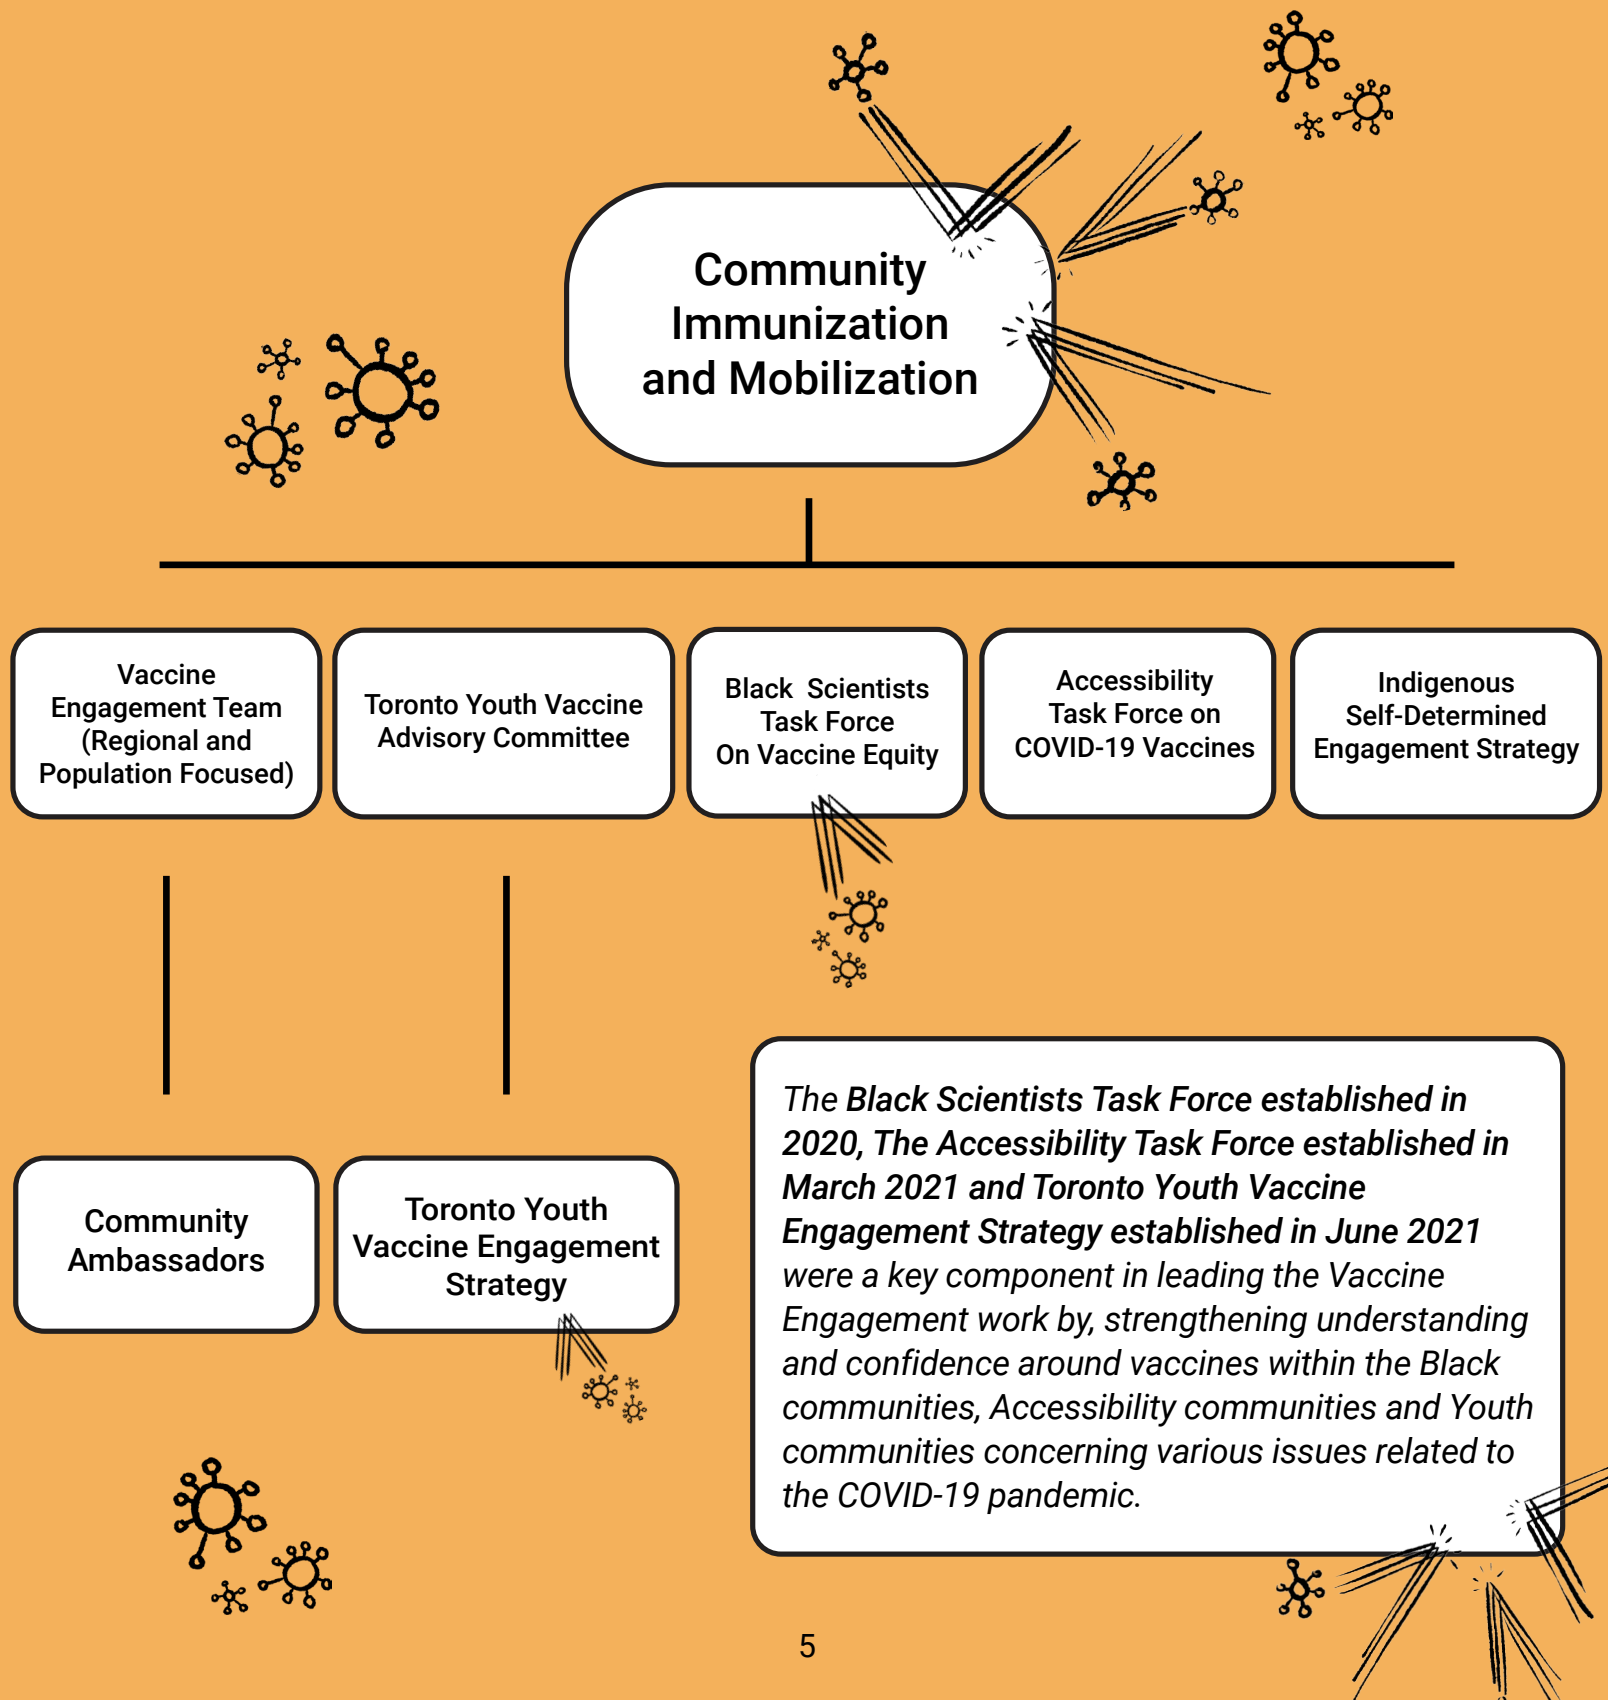 Community
Immunization
and Mobilization
Vaccine
Engagement Team
(Regional and
Population Focused)
Toronto Youth Vaccine
Advisory Committee
Black Scientists
Task Force
On Vaccine Equity
Accessibility
Task Force on
COVID-19 Vaccines
Indigenous
Self-Determined
Engagement Strategy
Community
Ambassadors
Toronto Youth
Vaccine Engagement
Strategy
The Black Scientists Task Force established in
2020, The Accessibility Task Force established in
March 2021 and Toronto Youth Vaccine
Engagement Strategy established in June 2021
were a key component in leading the Vaccine
Engagement work by, strengthening understanding
and confidence around vaccines within the Black
communities, Accessibility communities and Youth
communities concerning various issues related to
the COVID-19 pandemic.
5